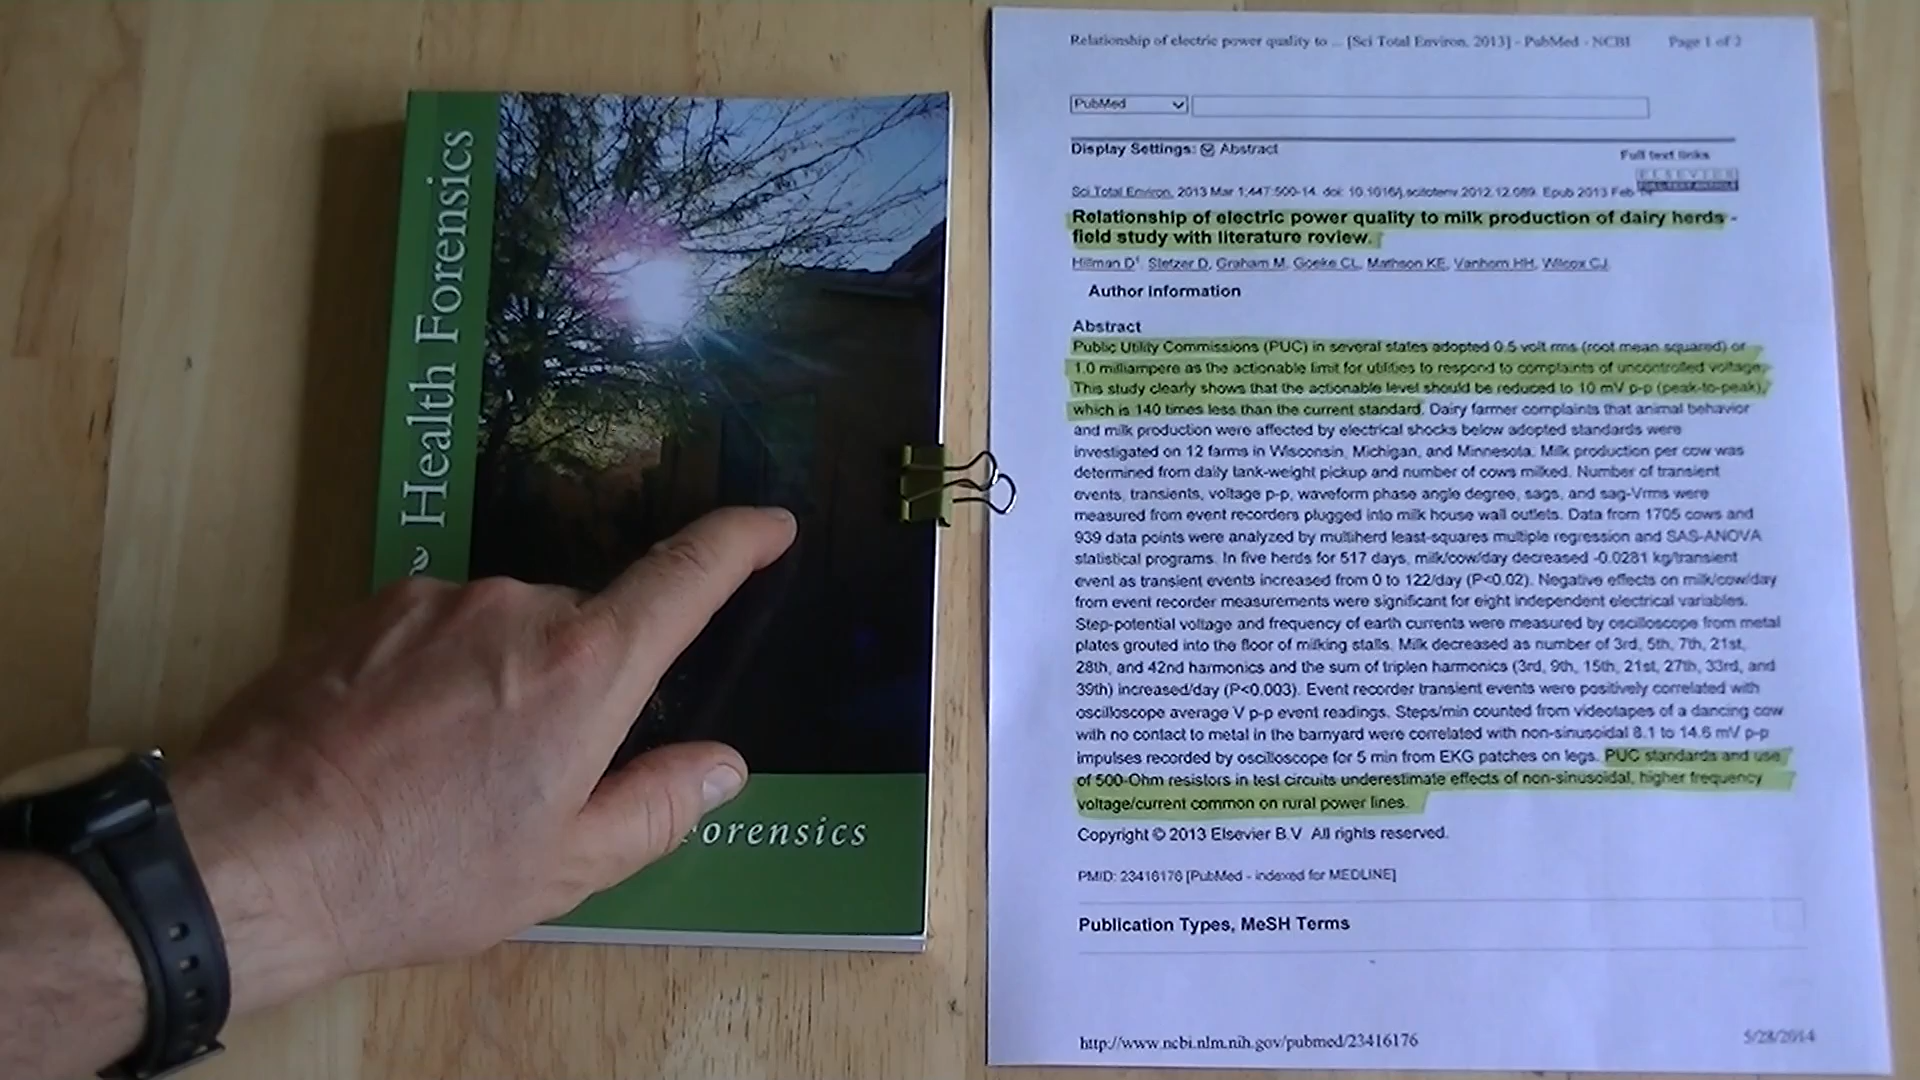 Health Forensics
Forensics
Relationship of electric power quality to ... [Sci Total Environ. 2013] - PubMed - NCBI Page 1 of 2
PubMed
Display Settings: Abstract
Full text links
ELSEVIER
FULL-TEXT ARTICLE
Sci Total Environ. 2013 Mar 1;447:500-14. doi: 10.1016/j.scitotenv.2012.12.089. Epub 2013 Feb
Relationship of electric power quality to milk production of dairy herds -
field study with literature review.
Hillman D1, Stetzer D, Graham M, Goeke CL, Mathson KE, Vanhorn HH, Wilcox CJ.
Author Information
Abstract
Public Utility Commissions (PUC) in several states adopted 0.5 volt rms (root mean squared) or
1.0 milliampere as the actionable limit for utilities to respond to complaints of uncontrolled voltage.
This study clearly shows that the actionable level should be reduced to 10 mV p-p (peak-to-peak),
which is 140 times less than the current standard. Dairy farmer complaints that animal behavior
and milk production were affected by electrical shocks below adopted standards were
investigated on 12 farms in Wisconsin, Michigan, and Minnesota. Milk production per cow was
determined from daily tank-weight pickup and number of cows milked. Number of transient
events, transients, voltage p-p, waveform phase angle degree, sags, and sag-Vrms were
measured from event recorders plugged into milk house wall outlets. Data from 1705 cows and
939 data points were analyzed by multiherd least-squares multiple regression and SAS-ANOVA
statistical programs. In five herds for 517 days, milk/cow/day decreased -0.0281 kg/transient
event as transient events increased from 0 to 122/day (P<0.02). Negative effects on milk/cow/day
from event recorder measurements were significant for eight independent electrical variables.
Step-potential voltage and frequency of earth currents were measured by oscilloscope from metal
plates grouted into the floor of milking stalls. Milk decreased as number of 3rd, 5th, 7th, 21st,
28th, and 42nd harmonics and the sum of triplen harmonics (3rd, 9th, 15th, 21st, 27th, 33rd, and
39th) increased/day (P<0.003). Event recorder transient events were positively correlated with
oscilloscope average V p-p event readings. Steps/min counted from videotapes of a dancing cow
with no contact to metal in the barnyard were correlated with non-sinusoidal 8.1 to 14.6 mV p-p
impulses recorded by oscilloscope for 5 min from EKG patches on legs. PUC standards and use
of 500-Ohm resistors in test circuits underestimate effects of non-sinusoidal, higher frequency
voltage/current common on rural power lines.
Copyright © 2013 Elsevier B.V. All rights reserved.
PMID: 23416176 [PubMed - indexed for MEDLINE]
Publication Types, MeSH Terms
http://www.ncbi.nlm.nih.gov/pubmed/23416176 5/28/2014